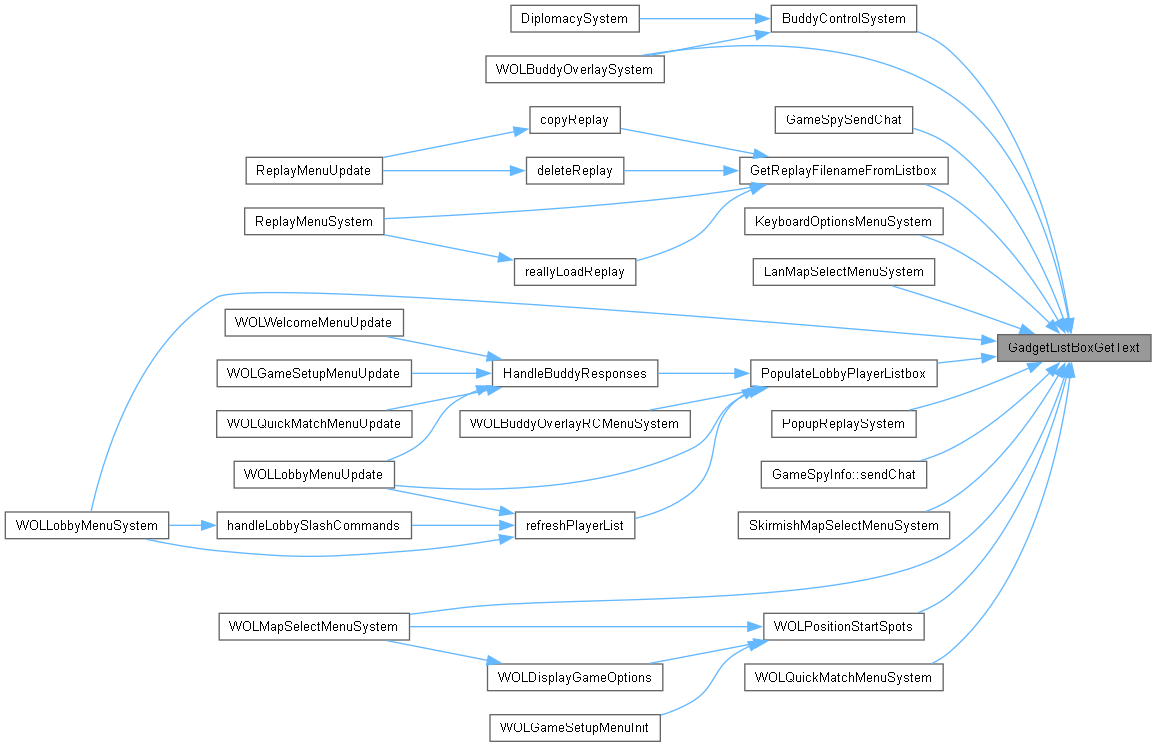 DiplomacySystem
BuddyControlSystem
WOLBuddyOverlaySystem
copyReplay
GameSpySendChat
ReplayMenuUpdate
deleteReplay
GetReplayFilenameFromListbox
ReplayMenuSystem
KeyboardOptionsMenuSystem
reallyLoadReplay
LanMapSelectMenuSystem
WOLWelcomeMenuUpdate
GadgetListBoxGetText
WOLGameSetupMenuUpdate
HandleBuddyResponses
PopulateLobbyPlayerListbox
WOLQuickMatchMenuUpdate
WOLBuddyOverlayRCMenuSystem
PopupReplaySystem
WOLLobbyMenuUpdate
GameSpyInfo::sendChat
WOLLobbyMenuSystem
handleLobbySlashCommands
refreshPlayerList
SkirmishMapSelectMenuSystem
WOLMapSelectMenuSystem
WOLPositionStartSpots
WOLDisplayGameOptions
WOLQuickMatchMenuSystem
WOLGameSetupMenuInit